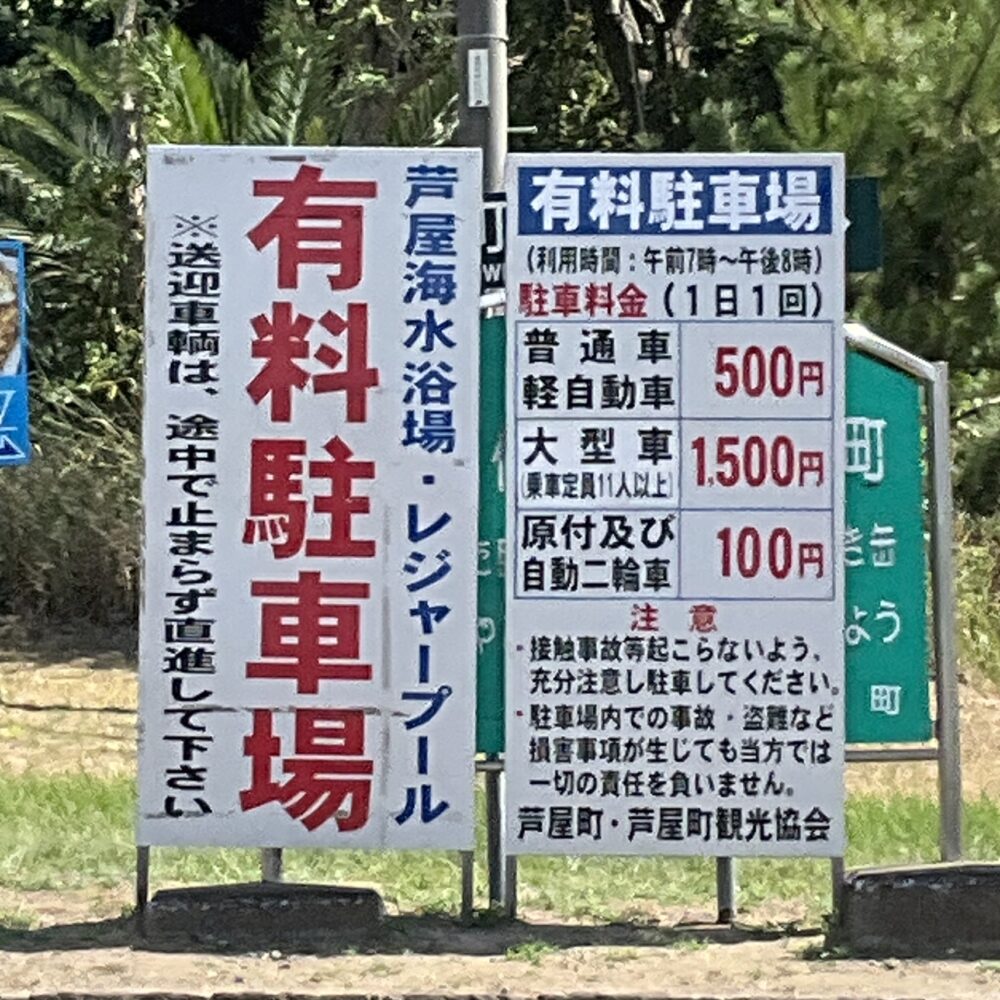 芦屋海水浴場・レジャープール
有料駐車場
※送迎車輌は、途中で止まらず直進して下さい
有料駐車場
(利用時間：午前7時～午後8時)
駐車料金(1日1回)
普通車
軽自動車
500円
大型車
(乗車定員11人以上)
1,500円
原付及び
自動二輪車
100円
注意
・接触事故等起こらないよう、
充分注意し駐車してください。
・駐車場内での事故・盗難など
損害事項が生じても当方では
一切の責任を負いません。
芦屋町・芦屋町観光協会
町
よう
町